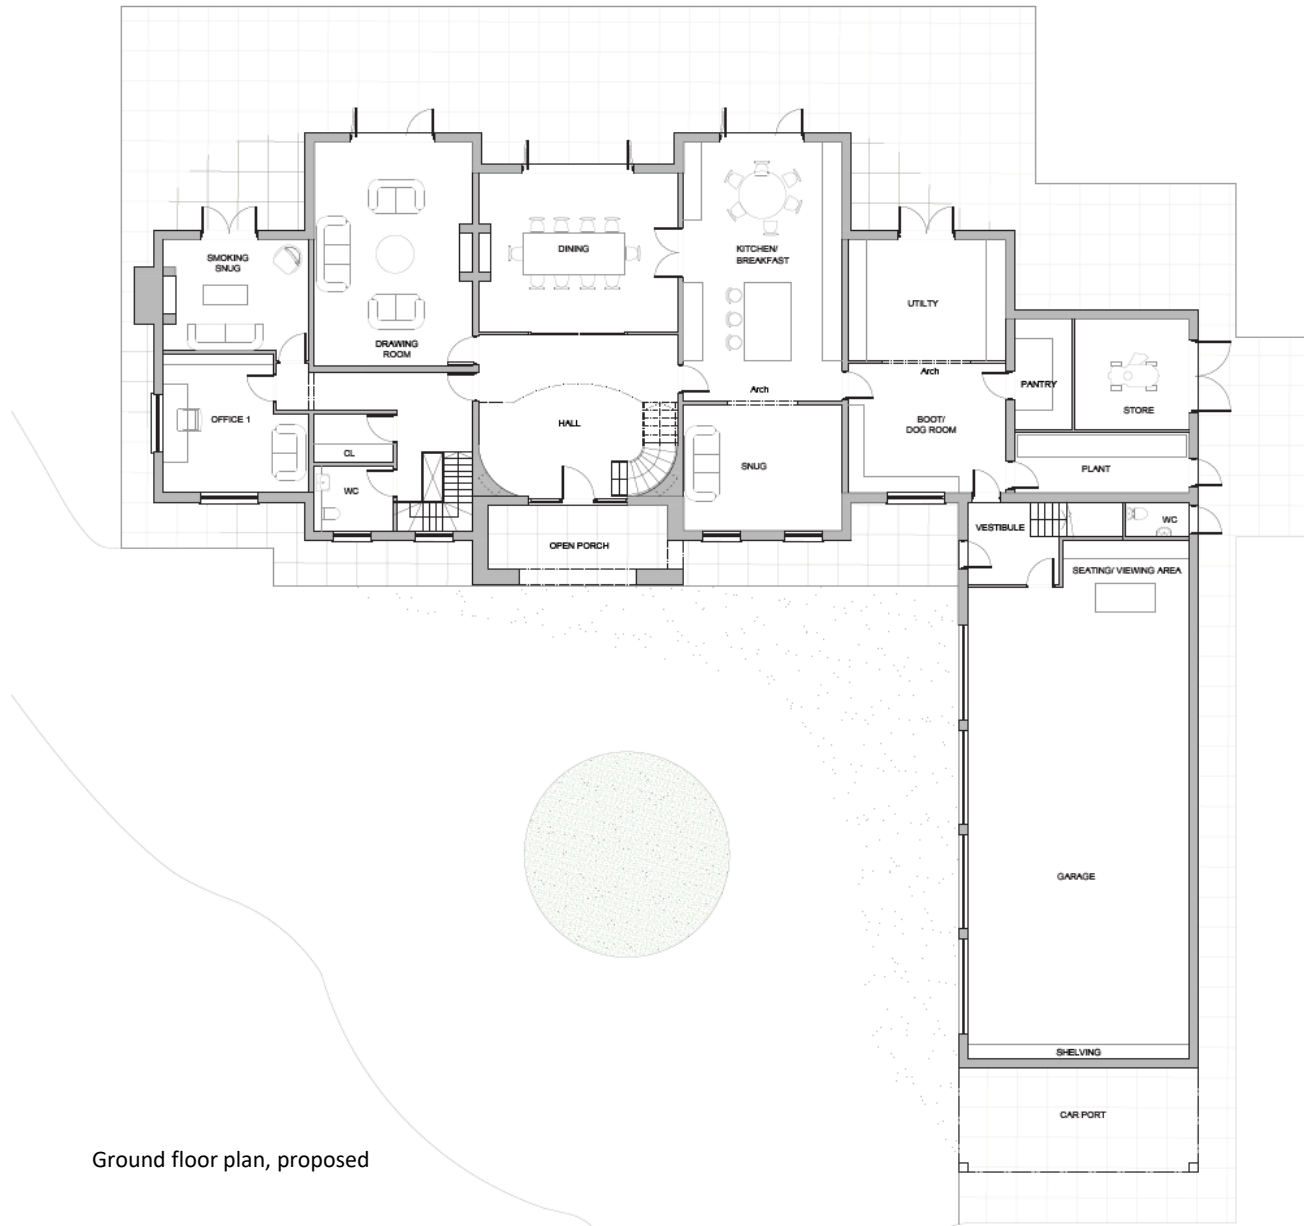 SMOKING
SNUG
DRAWING
ROOM
DINING
KITCHEN/
BREAKFAST
UTILTY
Arch
PANTRY
STORE
OFFICE 1
CL
WC
HALL
Arch
SNUG
BOOT/
DOG ROOM
PLANT
OPEN PORCH
VESTIBULE
WC
SEATING/ VIEWING AREA
GARAGE
SHELVING
CAR PORT
Ground floor plan, proposed